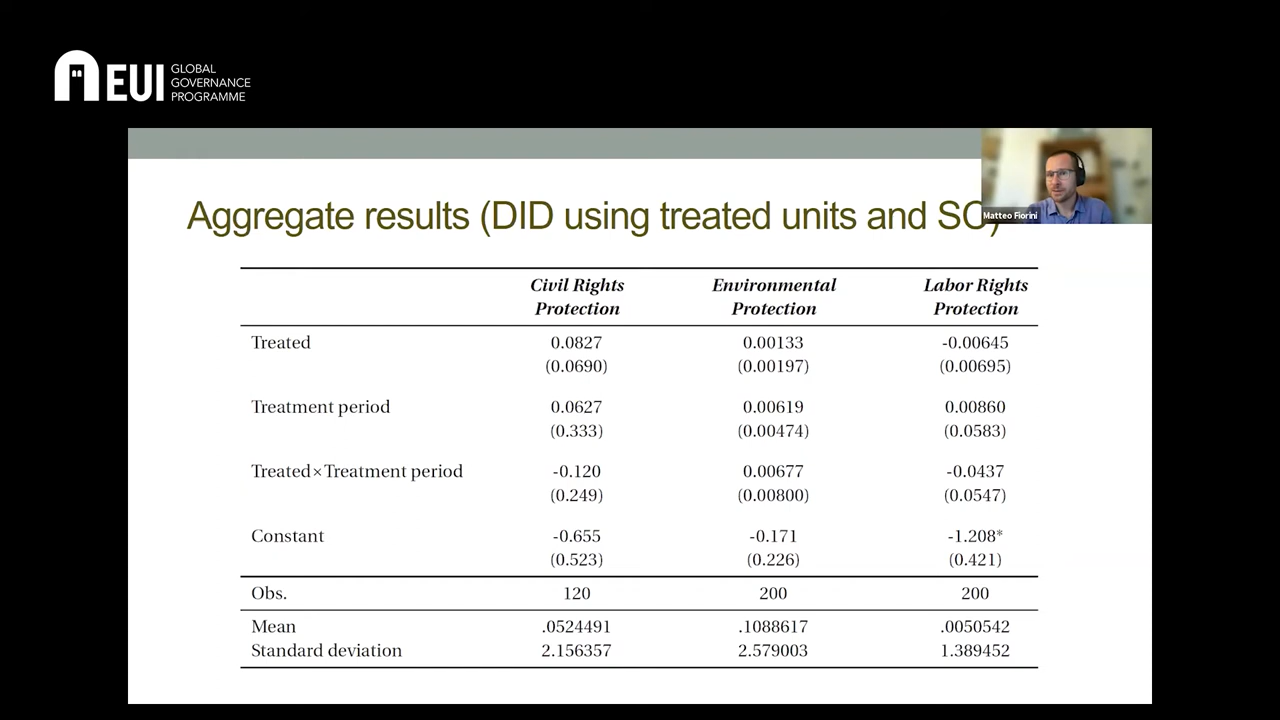 EUI
GLOBAL
GOVERNANCE
PROGRAMME
Matteo Fiorini
Aggregate results (DID using treated units and SC)
Civil Rights Protection Environmental Protection Labor Rights Protection
Treated 0.0827 0.00133 -0.00645
(0.0690) (0.00197) (0.00695)
Treatment period 0.0627 0.00619 0.00860
(0.333) (0.00474) (0.0583)
Treated×Treatment period -0.120 0.00677 -0.0437
(0.249) (0.00800) (0.0547)
Constant -0.655 -0.171 -1.208*
(0.523) (0.226) (0.421)
Obs. 120 200 200
Mean .0524491 .1088617 .0050542
Standard deviation 2.156357 2.579003 1.389452